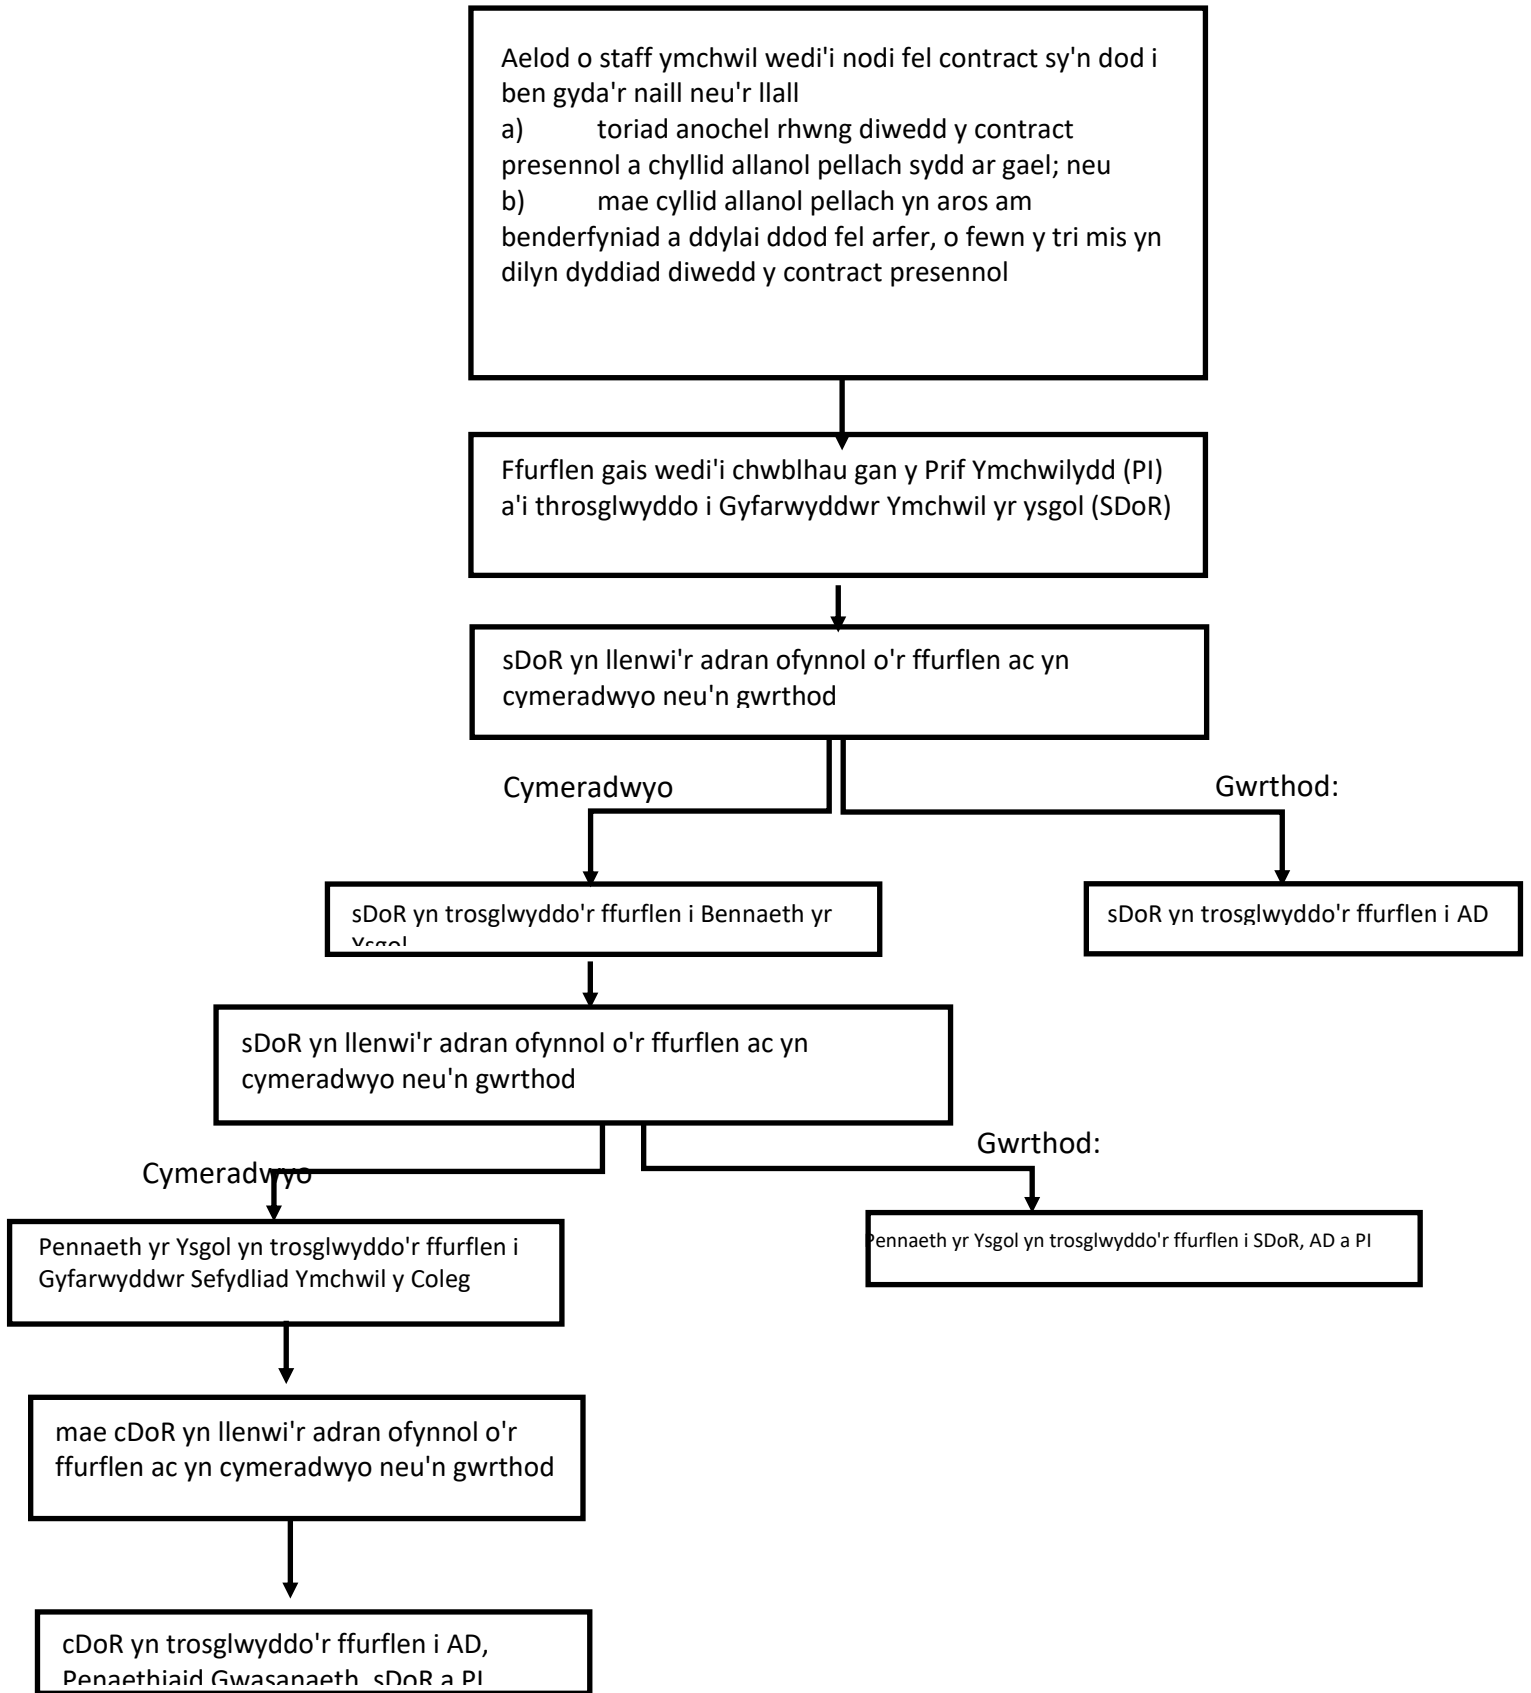 Aelod o staff ymchwil wedi'i nodi fel contract sy'n dod i
ben gyda'r naill neu'r llall
a) toriad anochel rhwng diwedd y contract
presennol a chyllid allanol pellach sydd ar gael; neu
b) mae cyllid allanol pellach yn aros am
benderfyniad a ddylai ddod fel arfer, o fewn y tri mis yn
dilyn dyddiad diwedd y contract presennol
Ffurflen gais wedi'i chwblhau gan y Prif Ymchwilydd (PI)
a'i throsglwyddo i Gyfarwyddwr Ymchwil yr ysgol (SDoR)
sDoR yn llenwi'r adran ofynnol o'r ffurflen ac yn
cymeradwyo neu'n gwrthod
Cymeradwyo
Gwrthod:
sDoR yn trosglwyddo'r ffurflen i Bennaeth yr
Ysgol
sDoR yn trosglwyddo'r ffurflen i AD
sDoR yn llenwi'r adran ofynnol o'r ffurflen ac yn
cymeradwyo neu'n gwrthod
Cymeradwyo
Gwrthod:
Pennaeth yr Ysgol yn trosglwyddo'r ffurflen i
Gyfarwyddwr Sefydliad Ymchwil y Coleg
Pennaeth yr Ysgol yn trosglwyddo'r ffurflen i SDoR, AD a PI
mae cDoR yn llenwi'r adran ofynnol o'r
ffurflen ac yn cymeradwyo neu'n gwrthod
cDoR yn trosglwyddo'r ffurflen i AD,
Penaethiaid Gwasanaeth, sDoR a PI